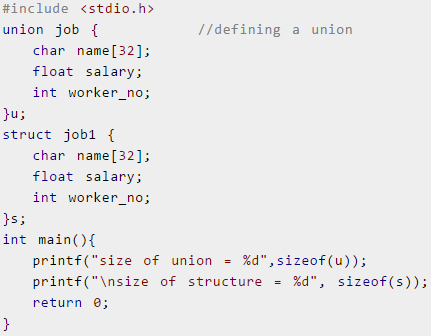 #include <stdio.h>
union job {            //defining a union
   char name[32];
   float salary;
   int worker_no;
}u;
struct job1 {
   char name[32];
   float salary;
   int worker_no;
}s;
int main(){
   printf("size of union = %d",sizeof(u));
   printf("\nsize of structure = %d", sizeof(s));
   return 0;
}